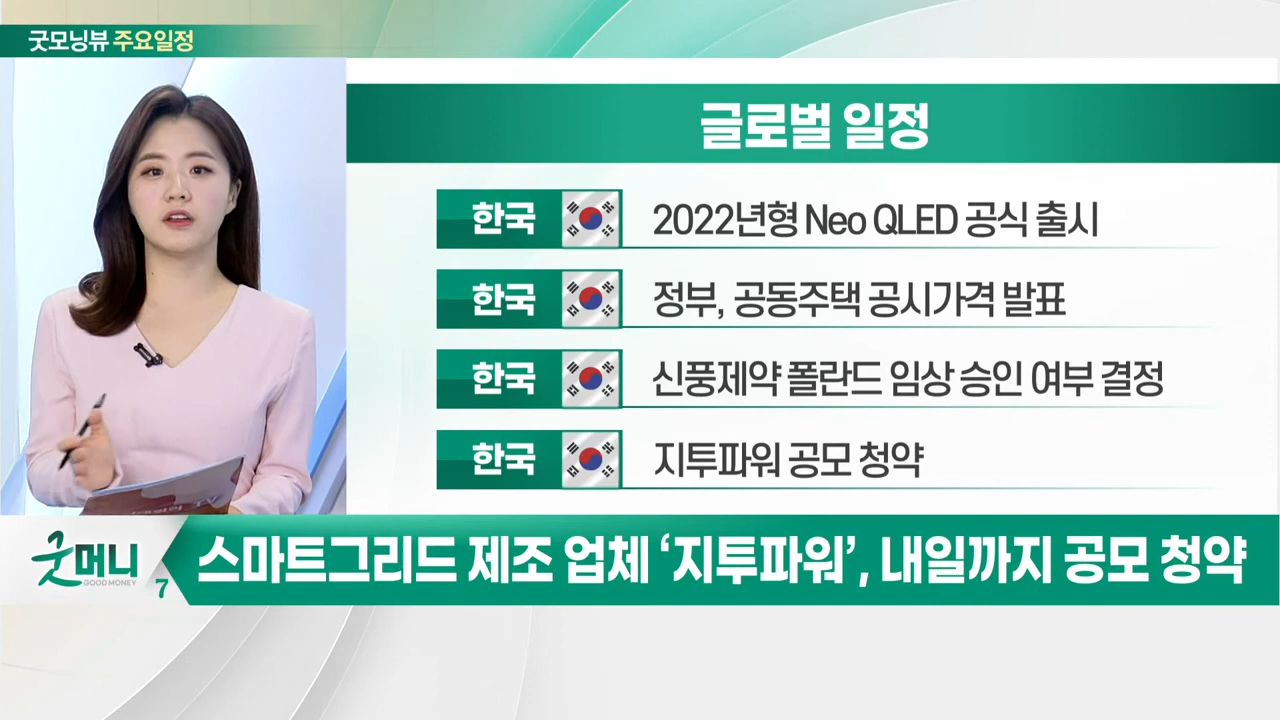 굿모닝뷰 주요일정
글로벌 일정
한국 2022년형 Neo QLED 공식 출시
한국 정부, 공동주택 공시가격 발표
한국 신풍제약 폴란드 임상 승인 여부 결정
한국 지투파워 공모 청약
굿머니 GOOD MONEY 7
스마트그리드 제조 업체 ‘지투파워’, 내일까지 공모 청약